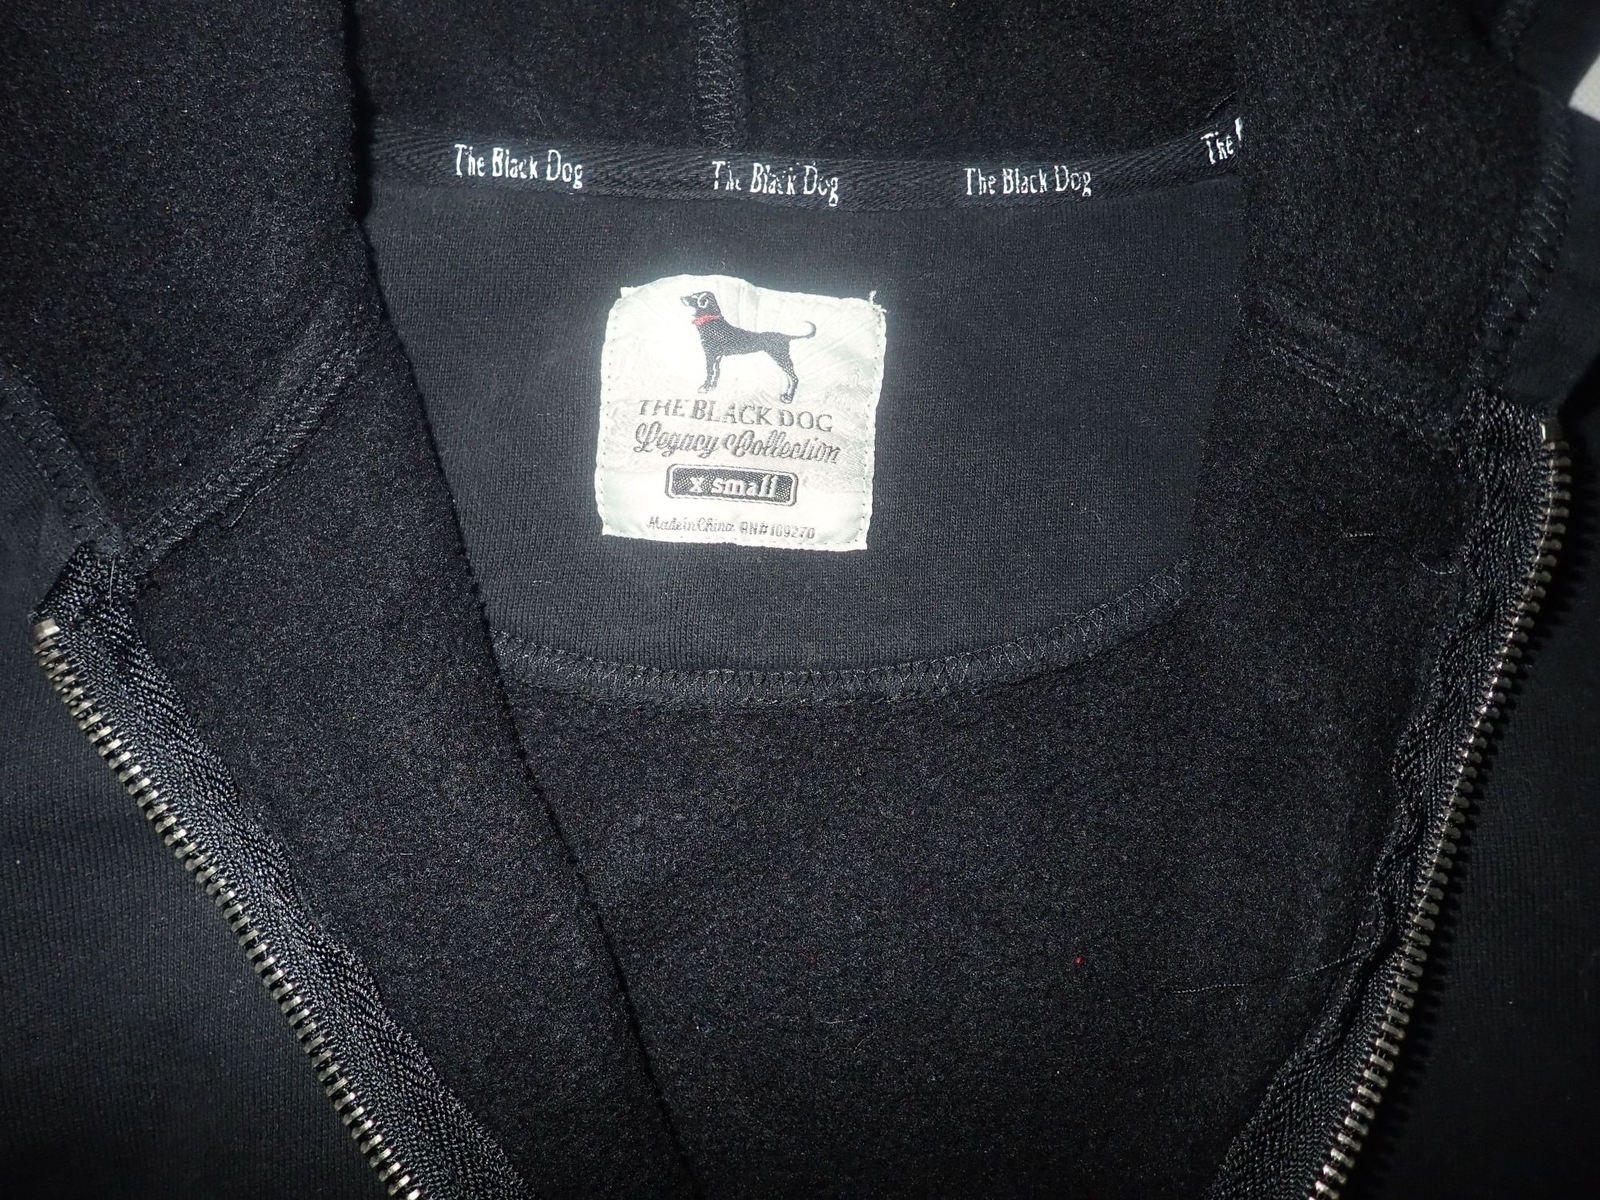 The Black Dog The Black Dog The Black Dog The
THE BLACK DOG
Legacy Collection
x small
Made in China RN#109270